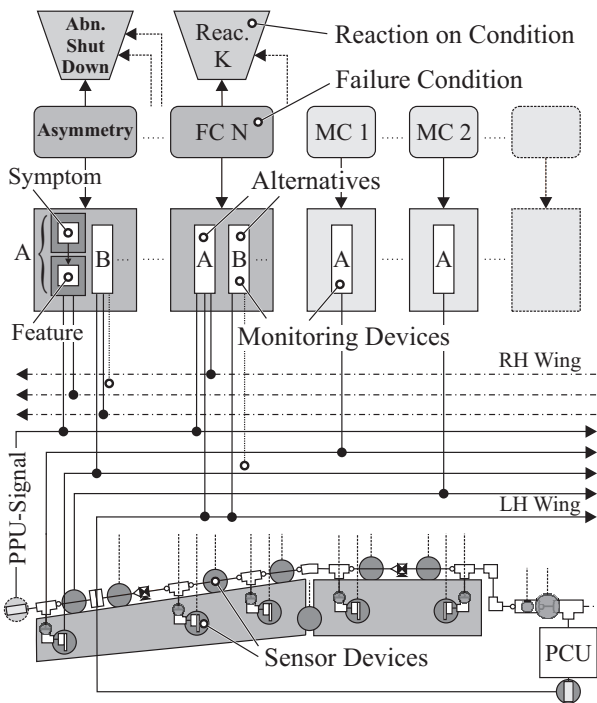 Abn.
Shut
Down
Reac.
K
Reaction on Condition
Failure Condition
Asymmetry
FC N
MC 1
MC 2
Symptom
Alternatives
A
B
A
B
A
A
Feature
Monitoring Devices
RH Wing
PPU-Signal
LH Wing
Sensor Devices
PCU